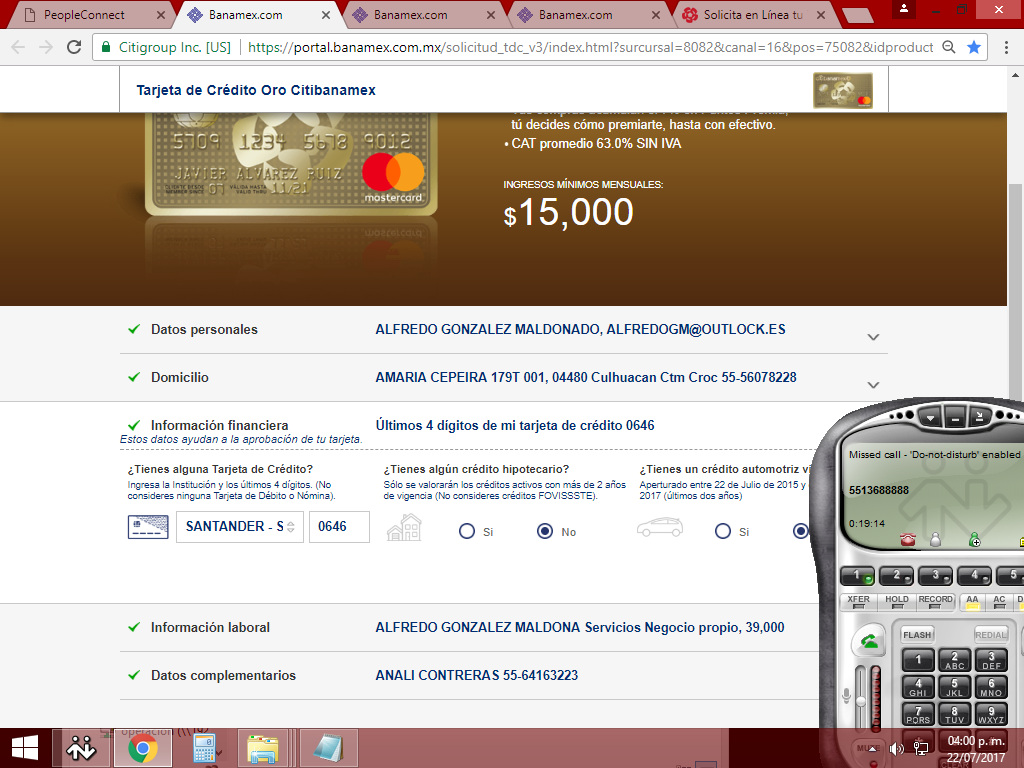 PeopleConnect
Banamex.com
Banamex.com
Banamex.com
Solicita en Línea tu
Citigroup Inc. [US]
https://portal.banamex.com.mx/solicitud_tdc_v3/index.html?surcursal=8082&canal=16&pos=75082&idproduct
Tarjeta de Crédito Oro Citibanamex
tú decides cómo premiarte, hasta con efectivo.
• CAT promedio 63.0% SIN IVA
5709 1234 5678 9012
JAVIER ALVAREZ RUIZ
07
11/21
mastercard.
INGRESOS MÍNIMOS MENSUALES:
$15,000
Datos personales
ALFREDO GONZALEZ MALDONADO, ALFREDOGM@OUTLOCK.ES
Domicilio
AMARIA CEPEIRA 179T 001, 04480 Culhuacan Ctm Croc 55-56078228
Información financiera
Últimos 4 dígitos de mi tarjeta de crédito 0646
Estos datos ayudan a la aprobación de tu tarjeta.
¿Tienes alguna Tarjeta de Crédito?
Ingresa la Institución y los últimos 4 dígitos. (No
consideres ninguna Tarjeta de Débito o Nómina).
SANTANDER - S
0646
¿Tienes algún crédito hipotecario?
Sólo se valorarán los créditos activos con más de 2 años
de vigencia (No consideres créditos FOVISSSTE).
Si
No
¿Tienes un crédito automotriz vi
Aperturado entre 22 de Julio de 2015 y
2017 (últimos dos años)
Si
Información laboral
ALFREDO GONZALEZ MALDONA Servicios Negocio propio, 39,000
Datos complementarios
ANALI CONTRERAS 55-64163223
Missed call - 'Do-not-disturb' enabled
5513688888
0:19:14
1 2 3 4 5
XFER HOLD RECORD AA AC
FLASH REDIAL
1 2 ABC 3 DEF
4 GHI 5 JKL 6 MNO
7 PQRS 8 TUV 9 WXYZ
MUTE
04:00 p. m.
22/07/2017